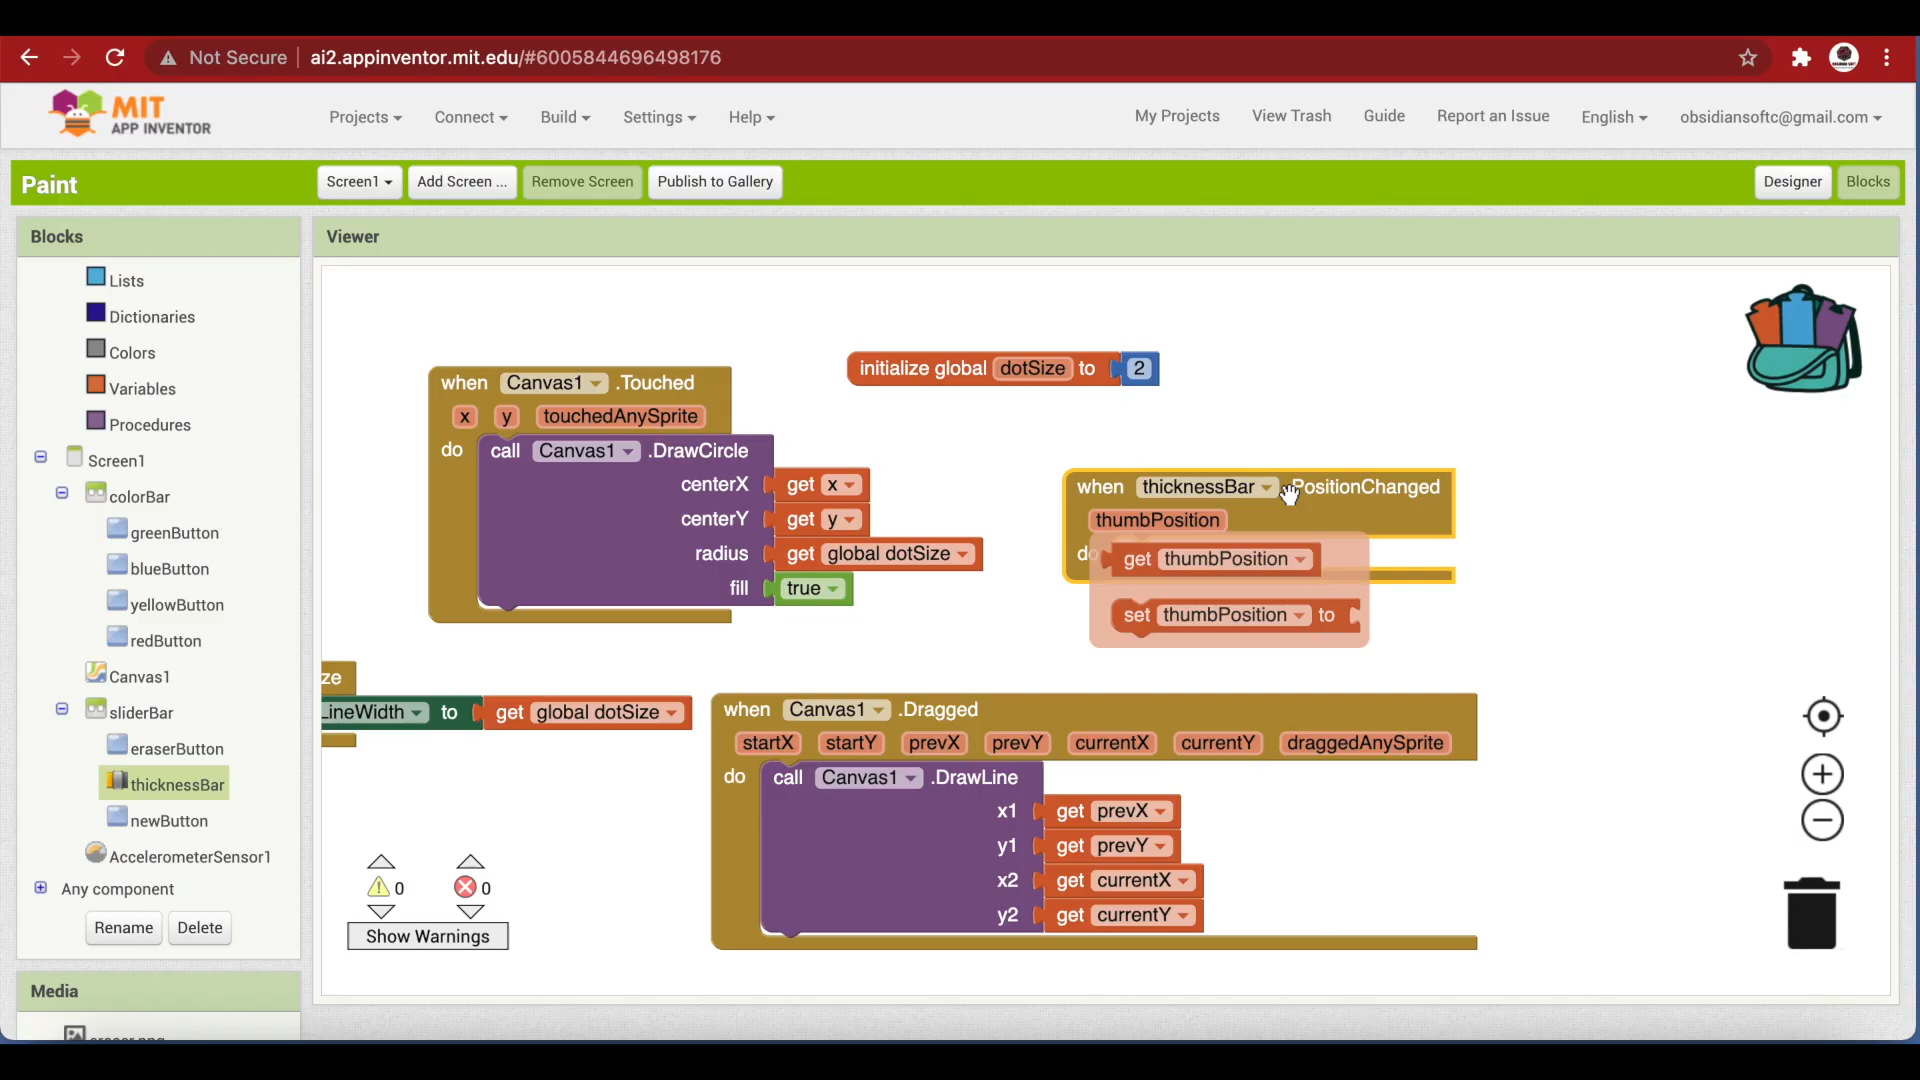 Not Secure
ai2.appinventor.mit.edu/#6005844696498176
MIT
APP INVENTOR
Projects
Connect
Build
Settings
Help
My Projects
View Trash
Guide
Report an Issue
English
obsidiansoftc@gmail.com
Paint
Screen1
Add Screen ...
Remove Screen
Publish to Gallery
Designer
Blocks
Blocks
Lists
Dictionaries
Colors
Variables
Procedures
Screen1
colorBar
greenButton
blueButton
yellowButton
redButton
Canvas1
sliderBar
eraserButton
thicknessBar
newButton
AccelerometerSensor1
Any component
Rename
Delete
Media
Viewer
when Canvas1 .Touched
x y touchedAnySprite
do call Canvas1 .DrawCircle
centerX get x
centerY get y
radius get global dotSize
fill true
initialize global dotSize to 2
when thicknessBar .PositionChanged
thumbPosition
do
get thumbPosition
set thumbPosition to
ze
LineWidth to get global dotSize
when Canvas1 .Dragged
startX startY prevX prevY currentX currentY draggedAnySprite
do call Canvas1 .DrawLine
x1 get prevX
y1 get prevY
x2 get currentX
y2 get currentY
0 0
Show Warnings